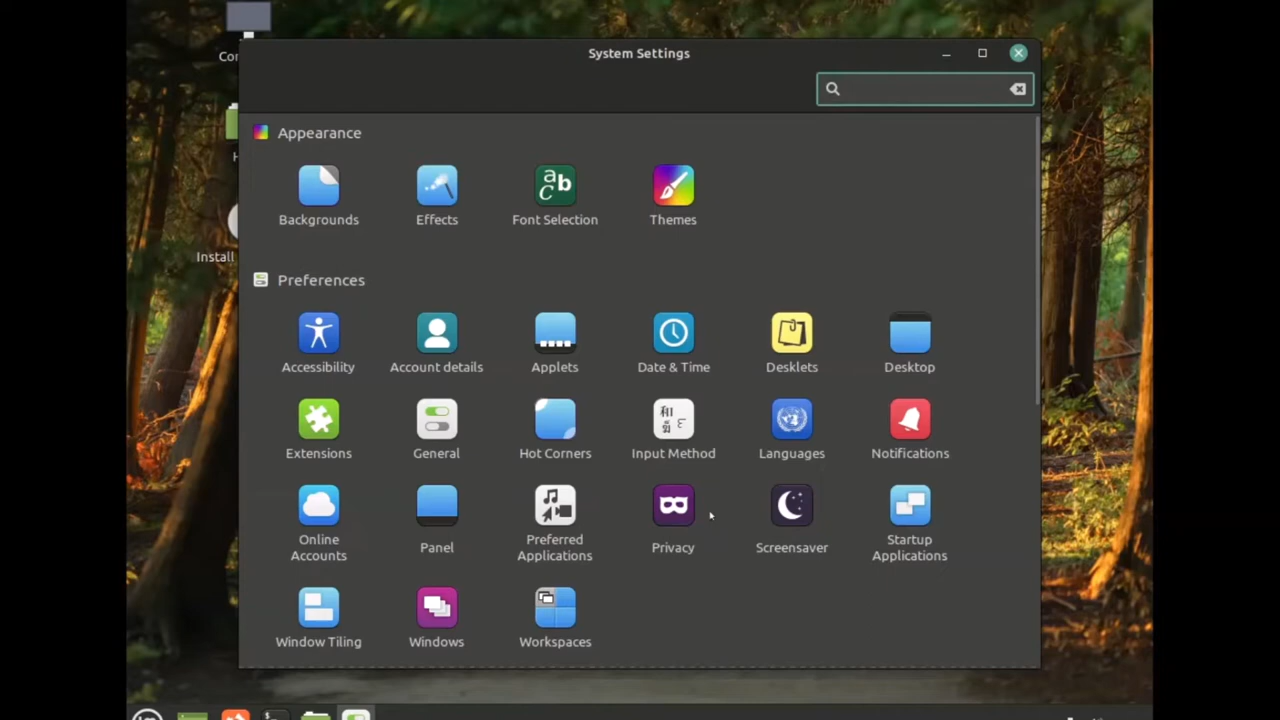 System Settings
Appearance
Backgrounds
Effects
Font Selection
Themes
Preferences
Install
Accessibility
Account details
Applets
Date & Time
Desklets
Desktop
Extensions
General
Hot Corners
Input Method
Languages
Notifications
Online
Accounts
Panel
Preferred
Applications
Privacy
Screensaver
Startup
Applications
Window Tiling
Windows
Workspaces